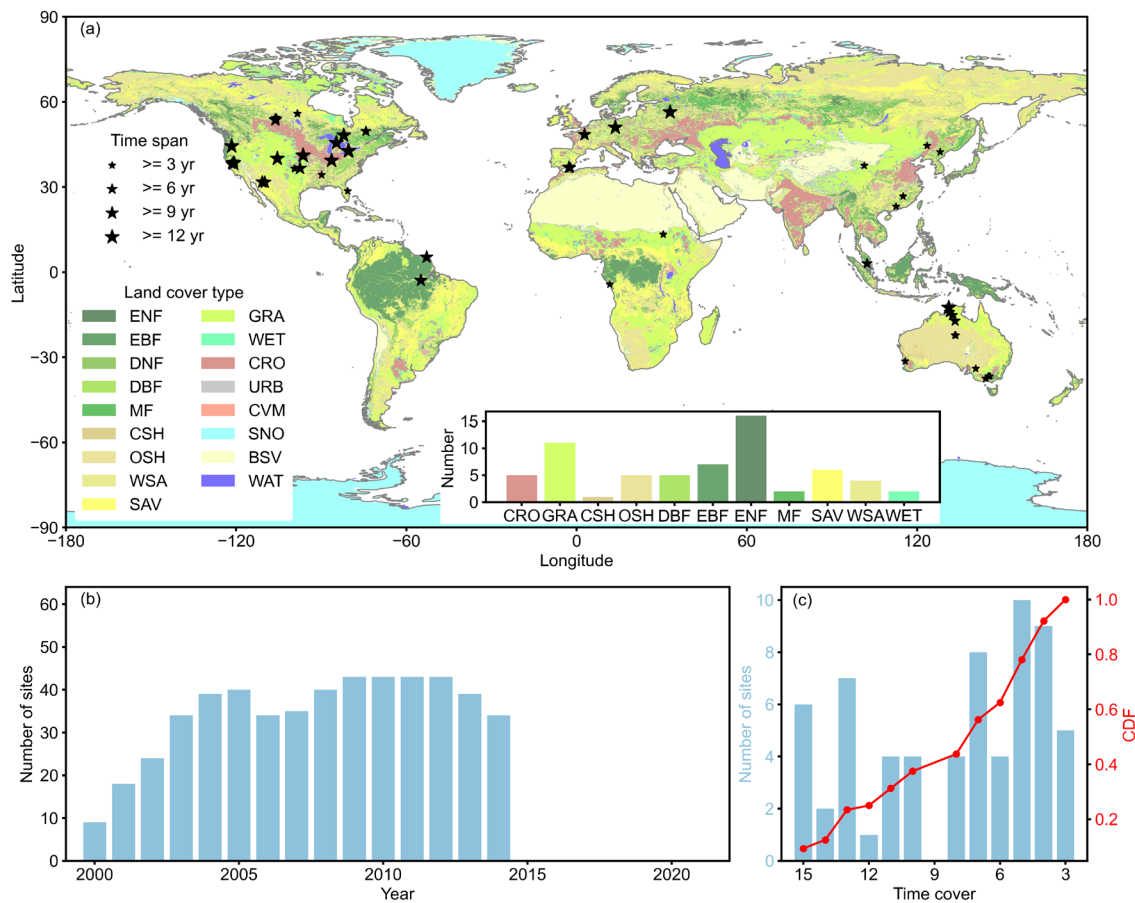 (a)
90
60
30
0
−30
−60
−90
Latitude
Time span
>= 3 yr
>= 6 yr
>= 9 yr
>= 12 yr
Land cover type
ENF GRA
EBF WET
DNF CRO
DBF URB
MF CVM
CSH SNO
OSH BSV
WSA WAT
SAV
Number
15
10
5
0
CRO GRA CSH OSH DBF EBF ENF MF SAV WSA WET
−180 −120 −60 0 60 120 180
Longitude
(b)
60
50
40
30
20
10
0
Number of sites
2000 2005 2010 2015 2020
Year
(c)
10
8
6
4
2
0
Number of sites
1.0
0.8
0.6
0.4
0.2
CDF
15 12 9 6 3
Time cover